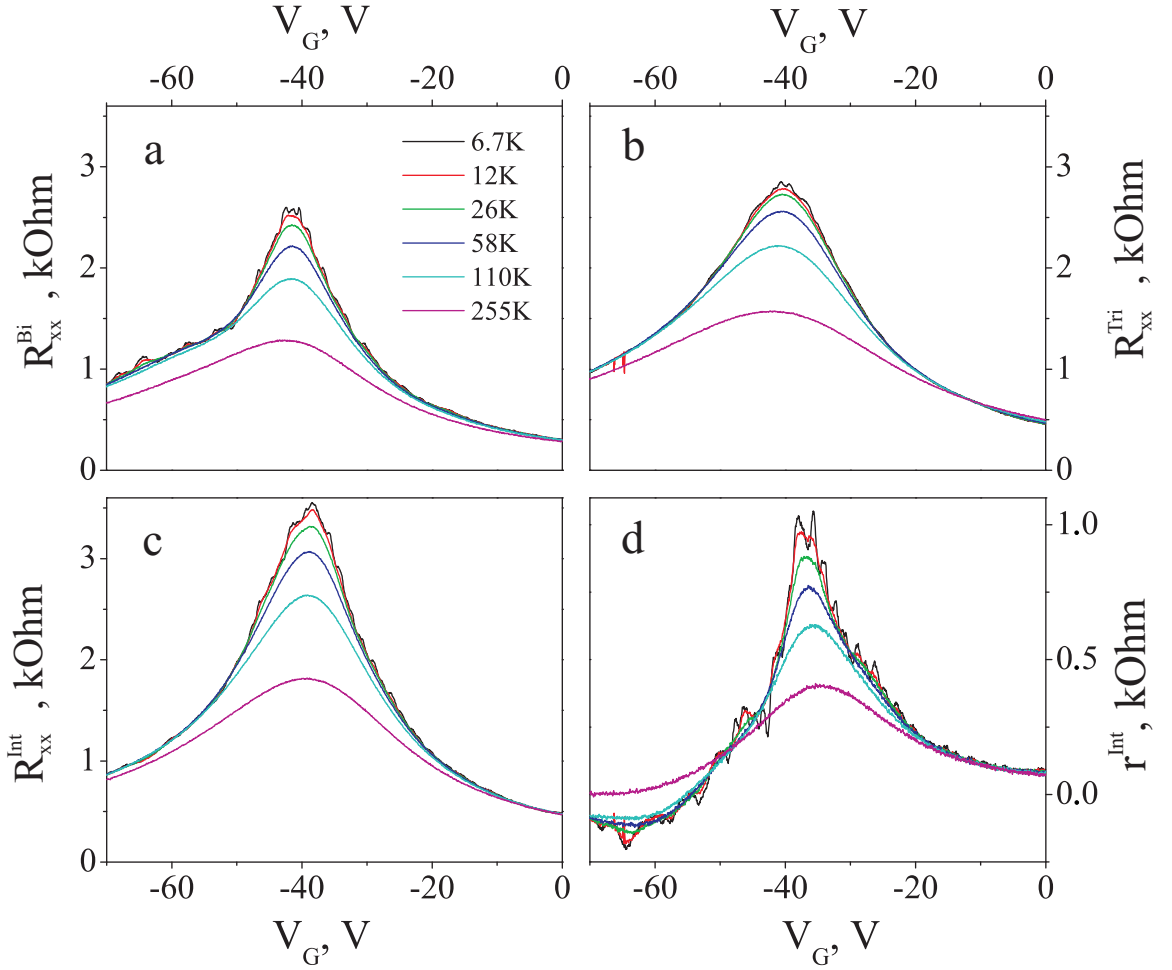 V_G, V V_G, V
-60 -40 -20 0 -60 -40 -20 0
a b
6.7K
12K
26K
58K
110K
255K
3 3
2 2
1 1
0 0
R_xx^Bi, kOhm
R_xx^Tri, kOhm
c d
3 1.0
2 0.5
1 0.0
0
R_xx^Int, kOhm
r^Int, kOhm
-60 -40 -20 0 -60 -40 -20 0
V_G, V V_G, V